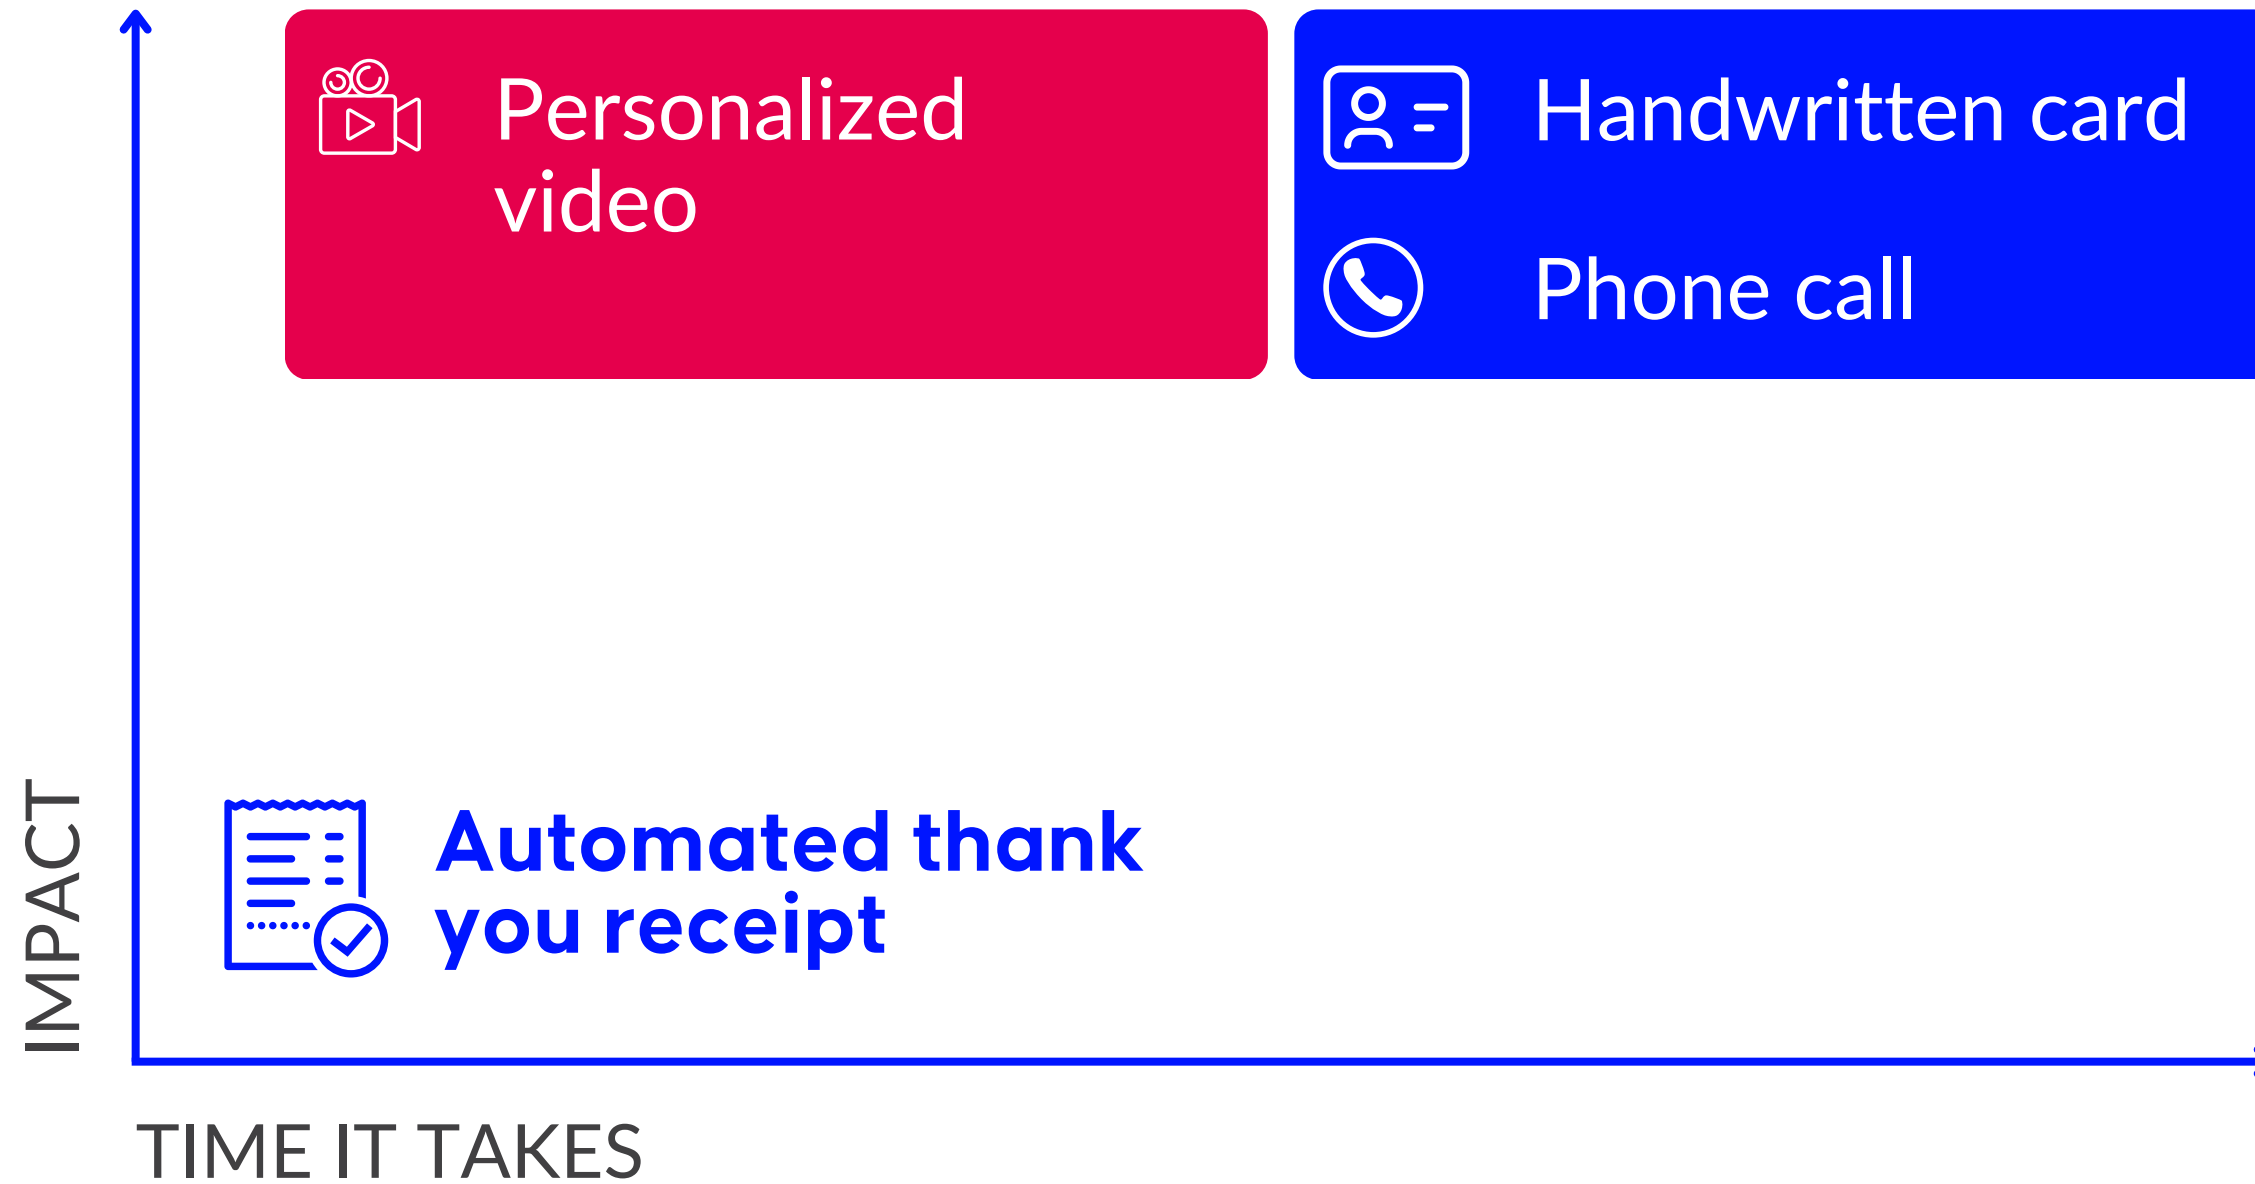 Personalized
video
Handwritten card
Phone call
Automated thank
you receipt
IMPACT
TIME IT TAKES